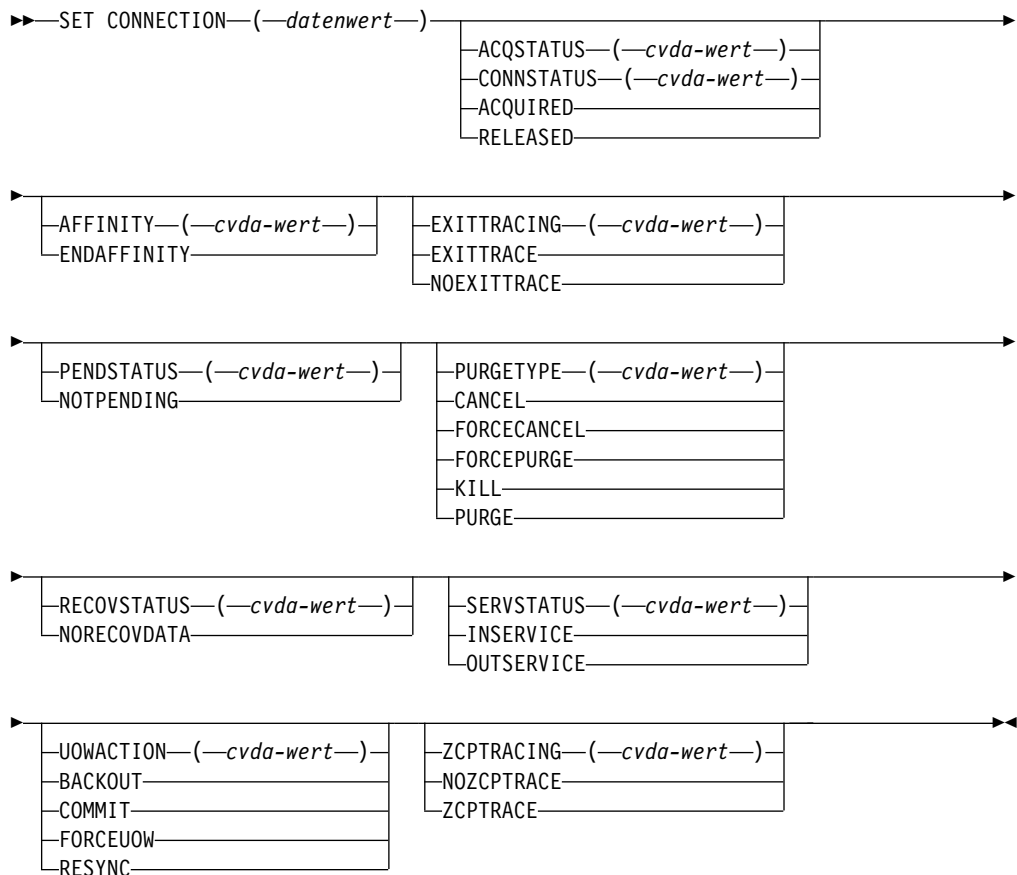 SET CONNECTION ( datenwert )
ACQSTATUS ( cvda-wert )
CONNSTATUS ( cvda-wert )
ACQUIRED
RELEASED
AFFINITY ( cvda-wert )
ENDAFFINITY
EXITTRACING ( cvda-wert )
EXITTRACE
NOEXITTRACE
PENDSTATUS ( cvda-wert )
NOTPENDING
PURGETYPE ( cvda-wert )
CANCEL
FORCECANCEL
FORCEPURGE
KILL
PURGE
RECOVSTATUS ( cvda-wert )
NORECOVDATA
SERVSTATUS ( cvda-wert )
INSERVICE
OUTSERVICE
UOWACTION ( cvda-wert )
BACKOUT
COMMIT
FORCEUOW
RESYNC
ZCPTRACING ( cvda-wert )
NOZCPTRACE
ZCPTRACE